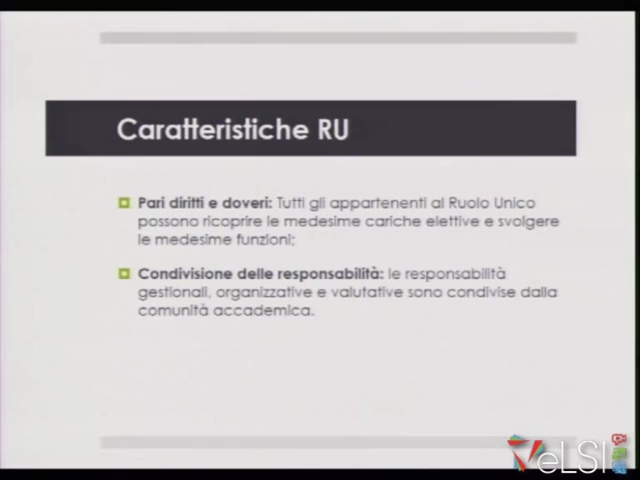 Caratteristiche RU
Pari diritti e doveri: Tutti gli appartenenti al Ruolo Unico
possono ricoprire le medesime cariche elettive e svolgere
le medesime funzioni;
Condivisione delle responsabilità: le responsabilità
gestionali, organizzative e valutative sono condivise dalla
comunità accademica.
VeLSI